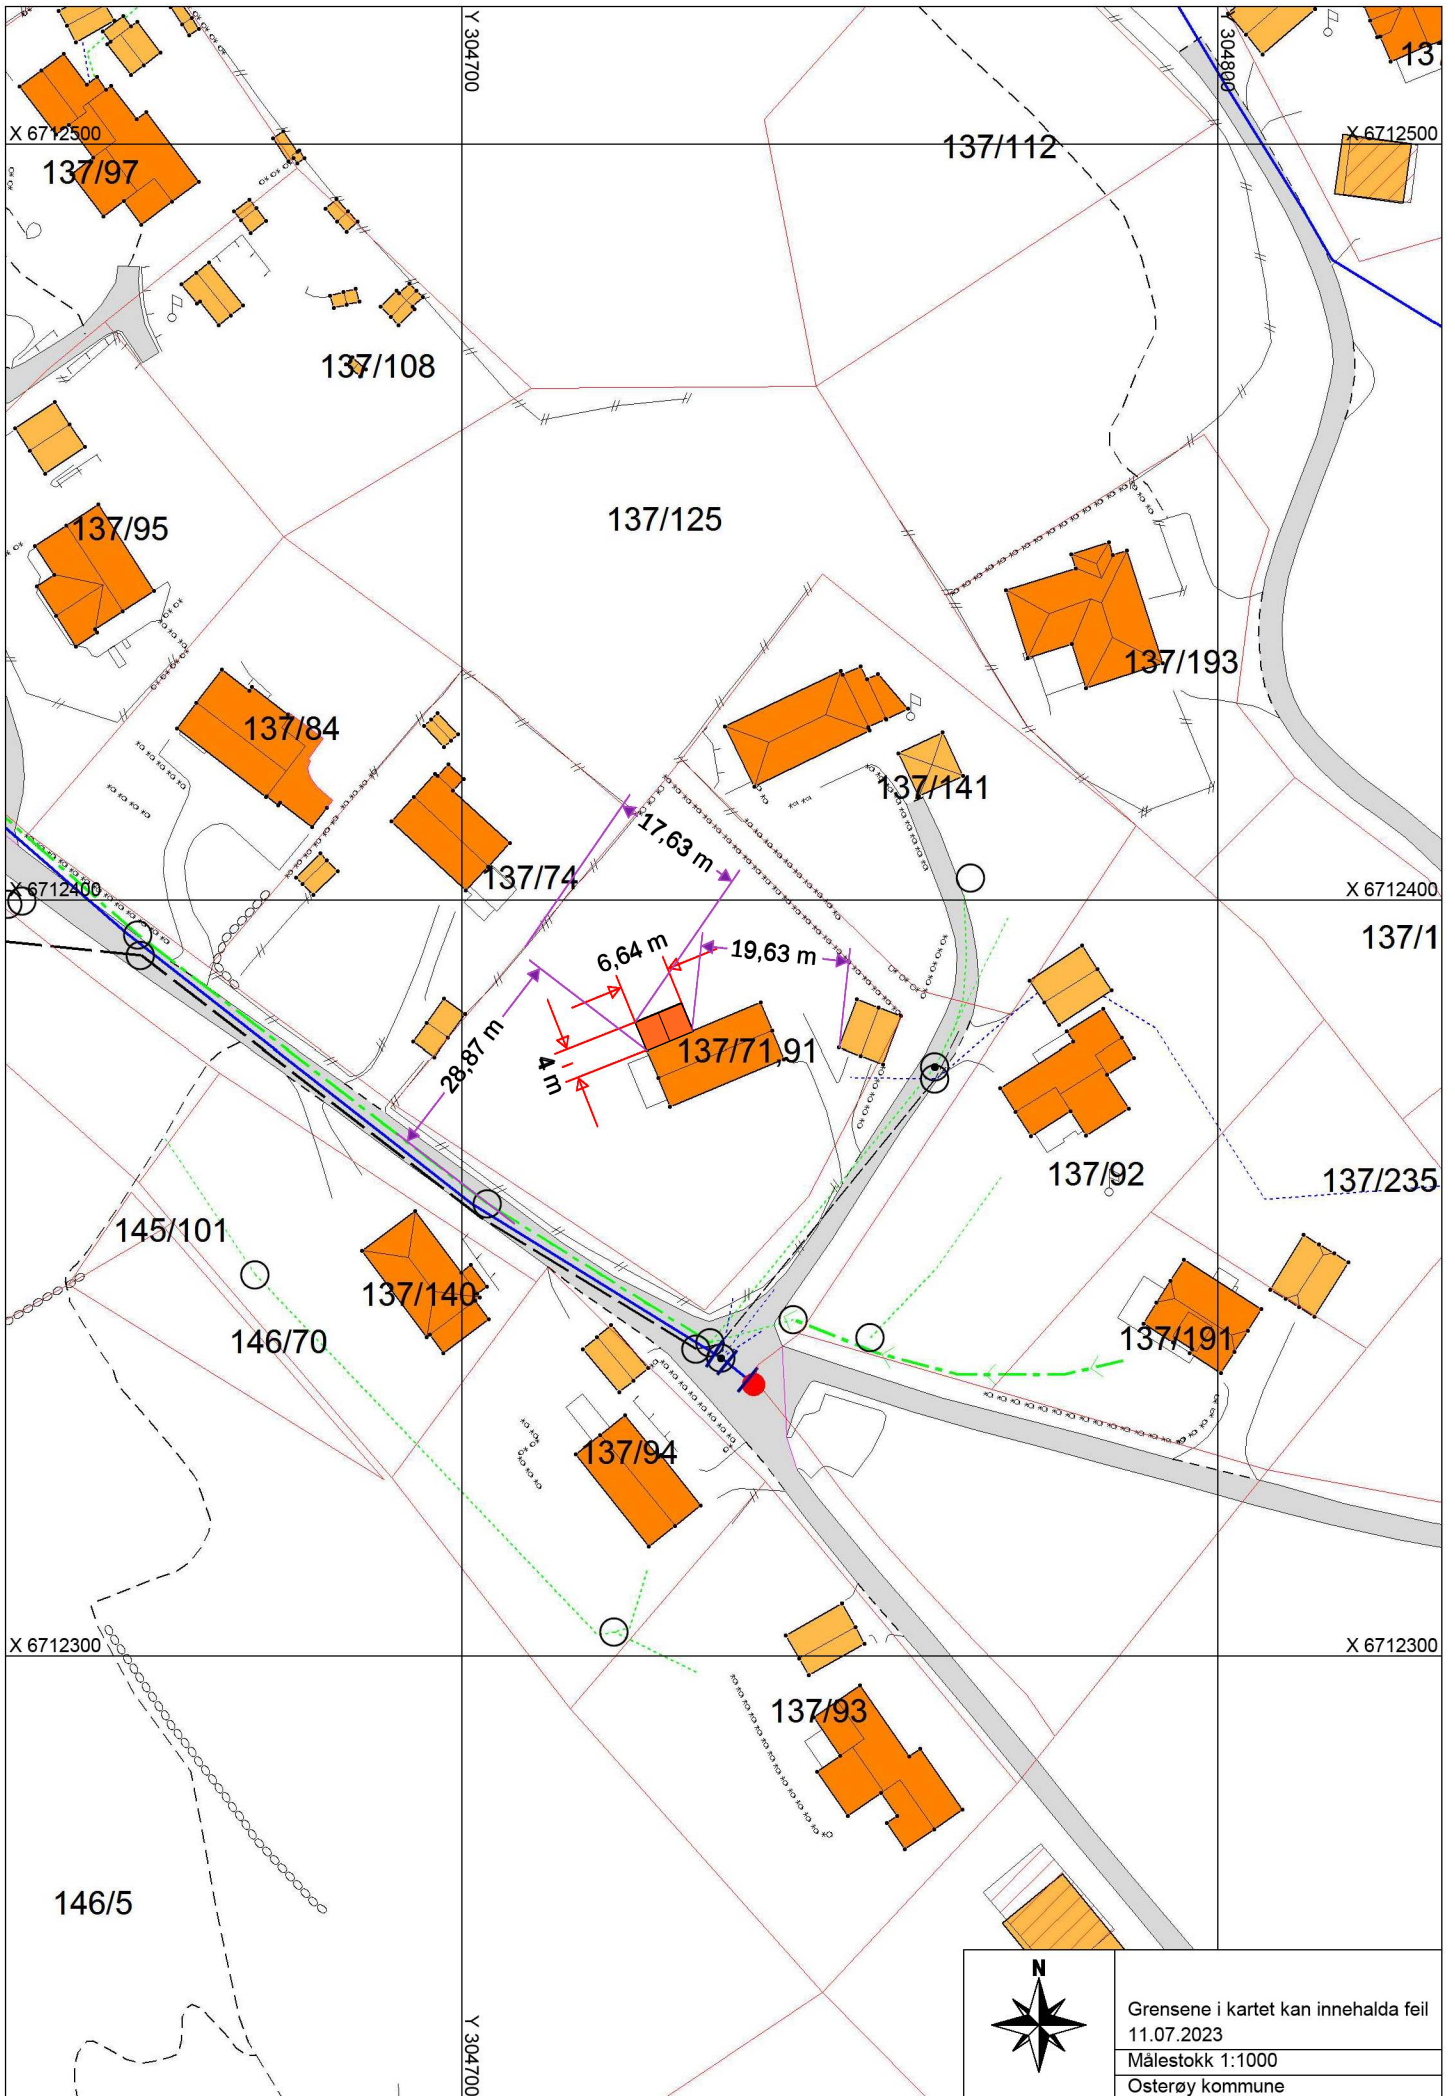 Y 304700
Y 304800
137
X 6712500
X 6712500
137/112
137/97
137/108
137/125
137/95
137/193
137/84
137/141
17,63 m
137/74
X 6712400
X 6712400
137/1
6,64 m
19,63 m
137/71,91
28,87 m
4 m
137/92
137/235
145/101
137/140
146/70
137/191
137/94
X 6712300
X 6712300
137/93
146/5
Y 304700
N
Grensene i kartet kan innehalda feil
11.07.2023
Målestokk 1:1000
Osterøy kommune